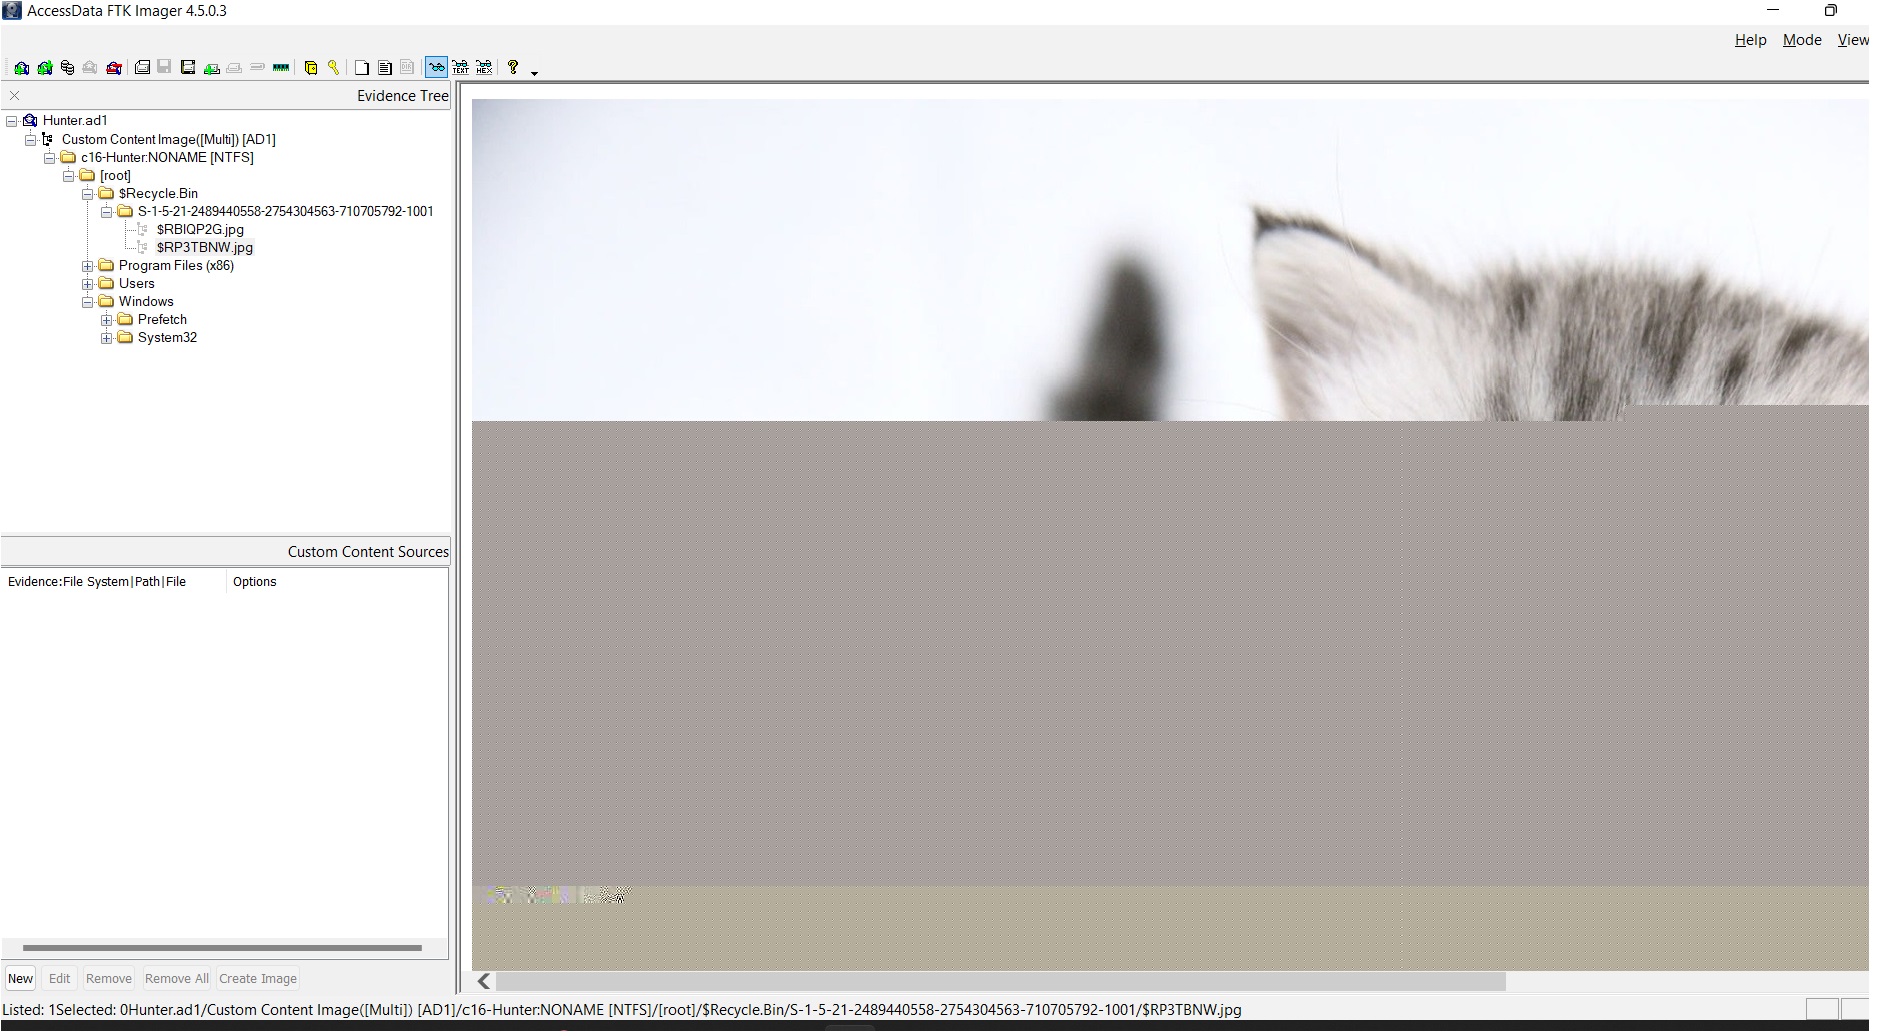 AccessData FTK Imager 4.5.0.3
Help Mode View
TEXT HEX ?
Evidence Tree
Hunter.ad1
Custom Content Image([Multi]) [AD1]
c16-Hunter:NONAME [NTFS]
[root]
$Recycle.Bin
S-1-5-21-2489440558-2754304563-710705792-1001
$RBIQP2G.jpg
$RP3TBNW.jpg
Program Files (x86)
Users
Windows
Prefetch
System32
Custom Content Sources
Evidence:File System|Path|File Options
New Edit Remove Remove All Create Image
Listed: 1Selected: 0Hunter.ad1/Custom Content Image([Multi]) [AD1]/c16-Hunter:NONAME [NTFS]/[root]/$Recycle.Bin/S-1-5-21-2489440558-2754304563-710705792-1001/$RP3TBNW.jpg